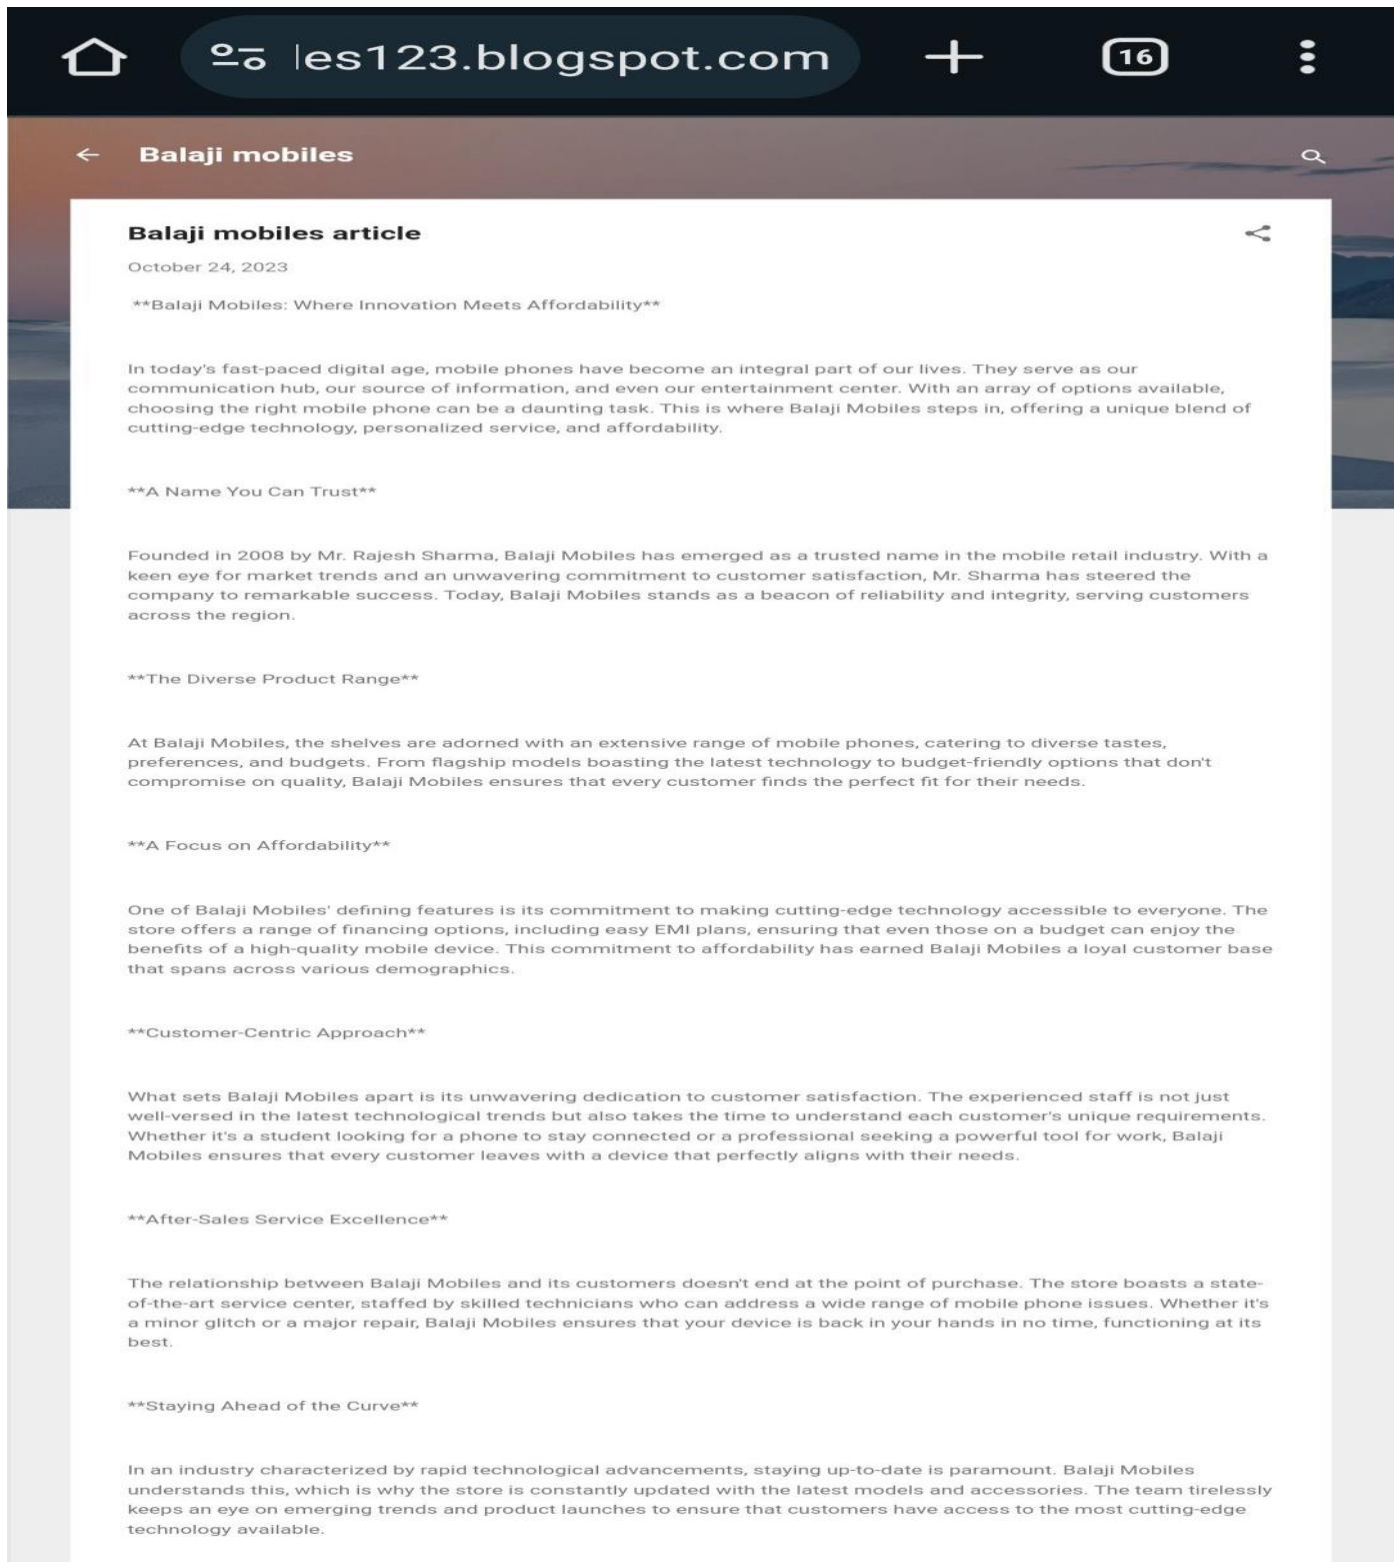 les123.blogspot.com
16
Balaji mobiles
Balaji mobiles article
October 24, 2023
**Balaji Mobiles: Where Innovation Meets Affordability**
In today's fast-paced digital age, mobile phones have become an integral part of our lives. They serve as our
communication hub, our source of information, and even our entertainment center. With an array of options available,
choosing the right mobile phone can be a daunting task. This is where Balaji Mobiles steps in, offering a unique blend of
cutting-edge technology, personalized service, and affordability.
**A Name You Can Trust**
Founded in 2008 by Mr. Rajesh Sharma, Balaji Mobiles has emerged as a trusted name in the mobile retail industry. With a
keen eye for market trends and an unwavering commitment to customer satisfaction, Mr. Sharma has steered the
company to remarkable success. Today, Balaji Mobiles stands as a beacon of reliability and integrity, serving customers
across the region.
**The Diverse Product Range**
At Balaji Mobiles, the shelves are adorned with an extensive range of mobile phones, catering to diverse tastes,
preferences, and budgets. From flagship models boasting the latest technology to budget-friendly options that don't
compromise on quality, Balaji Mobiles ensures that every customer finds the perfect fit for their needs.
**A Focus on Affordability**
One of Balaji Mobiles' defining features is its commitment to making cutting-edge technology accessible to everyone. The
store offers a range of financing options, including easy EMI plans, ensuring that even those on a budget can enjoy the
benefits of a high-quality mobile device. This commitment to affordability has earned Balaji Mobiles a loyal customer base
that spans across various demographics.
**Customer-Centric Approach**
What sets Balaji Mobiles apart is its unwavering dedication to customer satisfaction. The experienced staff is not just
well-versed in the latest technological trends but also takes the time to understand each customer's unique requirements.
Whether it's a student looking for a phone to stay connected or a professional seeking a powerful tool for work, Balaji
Mobiles ensures that every customer leaves with a device that perfectly aligns with their needs.
**After-Sales Service Excellence**
The relationship between Balaji Mobiles and its customers doesn't end at the point of purchase. The store boasts a state-
of-the-art service center, staffed by skilled technicians who can address a wide range of mobile phone issues. Whether it's
a minor glitch or a major repair, Balaji Mobiles ensures that your device is back in your hands in no time, functioning at its
best.
**Staying Ahead of the Curve**
In an industry characterized by rapid technological advancements, staying up-to-date is paramount. Balaji Mobiles
understands this, which is why the store is constantly updated with the latest models and accessories. The team tirelessly
keeps an eye on emerging trends and product launches to ensure that customers have access to the most cutting-edge
technology available.